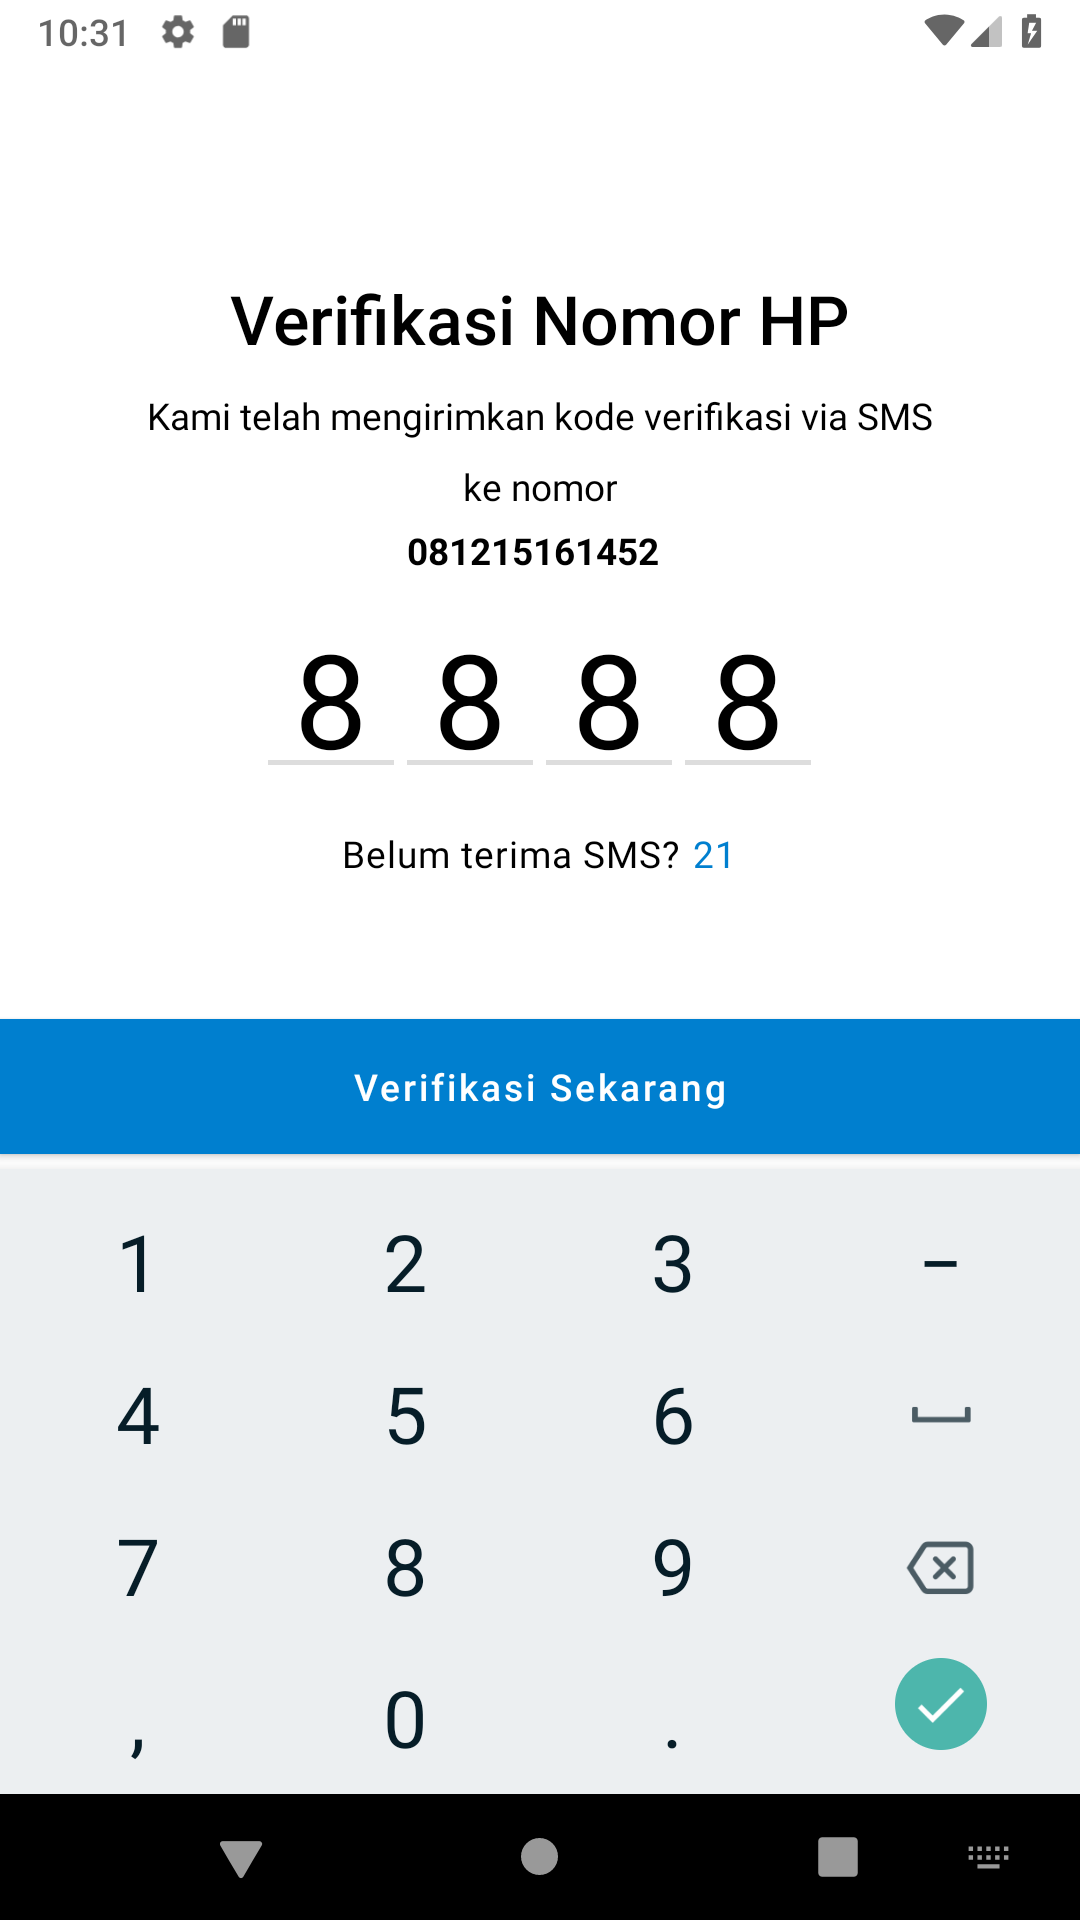 10:31
Verifikasi Nomor HP
Kami telah mengirimkan kode verifikasi via SMS
ke nomor
081215161452
8 8 8 8
Belum terima SMS? 21
Verifikasi Sekarang
1 2 3 –
4 5 6
7 8 9
, 0 .